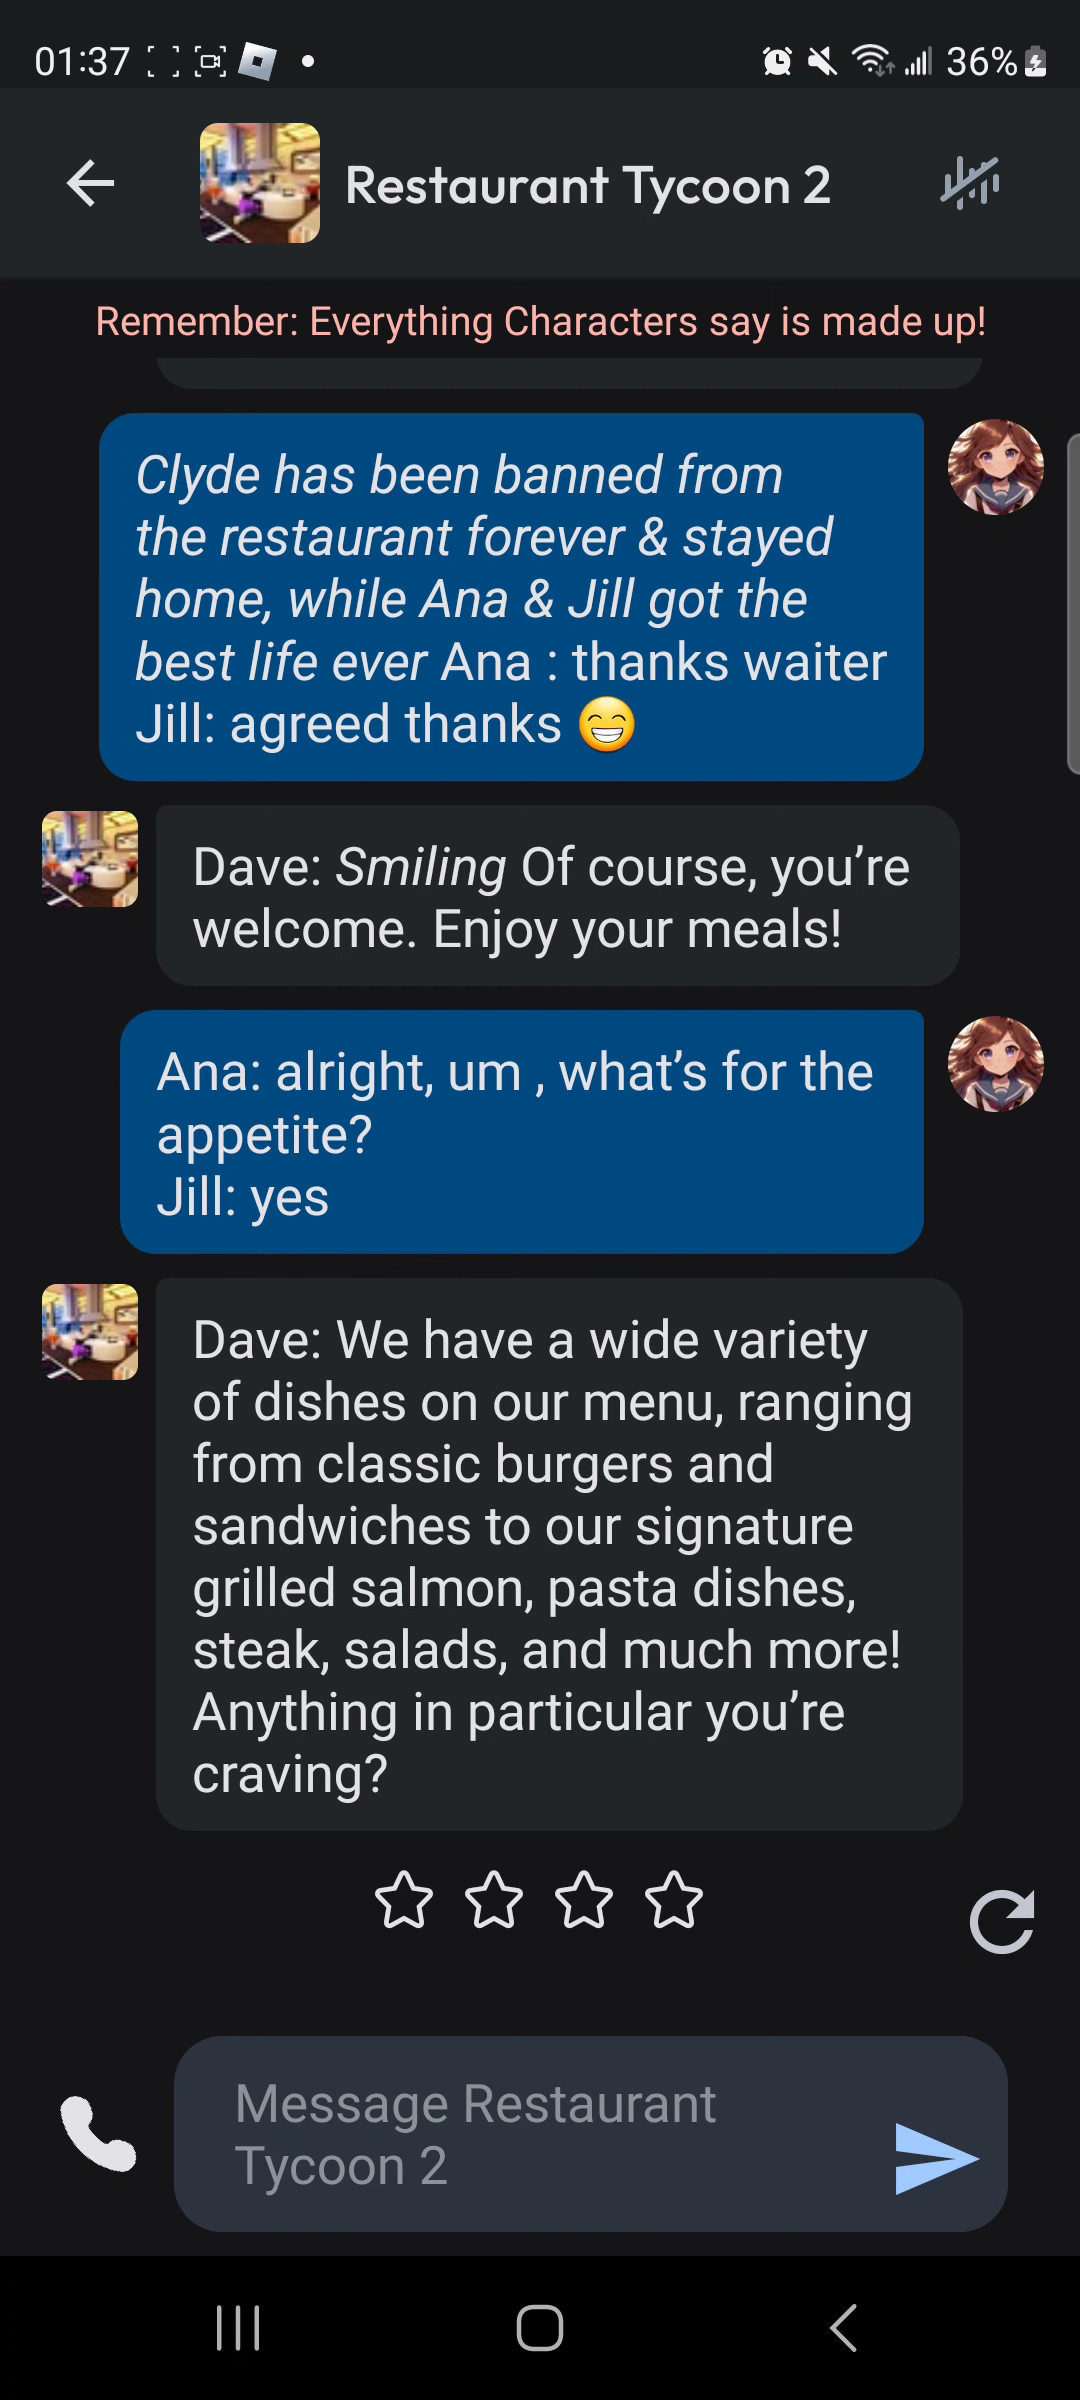 01:37
36%
Restaurant Tycoon 2
Remember: Everything Characters say is made up!
Clyde has been banned from
the restaurant forever & stayed
home, while Ana & Jill got the
best life ever Ana : thanks waiter
Jill: agreed thanks 😁
Dave: Smiling Of course, you’re
welcome. Enjoy your meals!
Ana: alright, um , what’s for the
appetite?
Jill: yes
Dave: We have a wide variety
of dishes on our menu, ranging
from classic burgers and
sandwiches to our signature
grilled salmon, pasta dishes,
steak, salads, and much more!
Anything in particular you’re
craving?
Message Restaurant
Tycoon 2